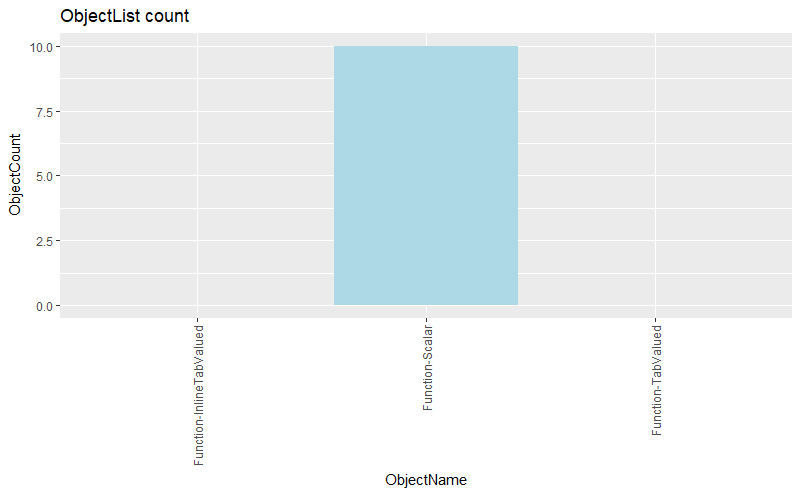 ObjectList count
ObjectCount
10.0
7.5
5.0
2.5
0.0
Function-InlineTabValued
Function-Scalar
Function-TabValued
ObjectName